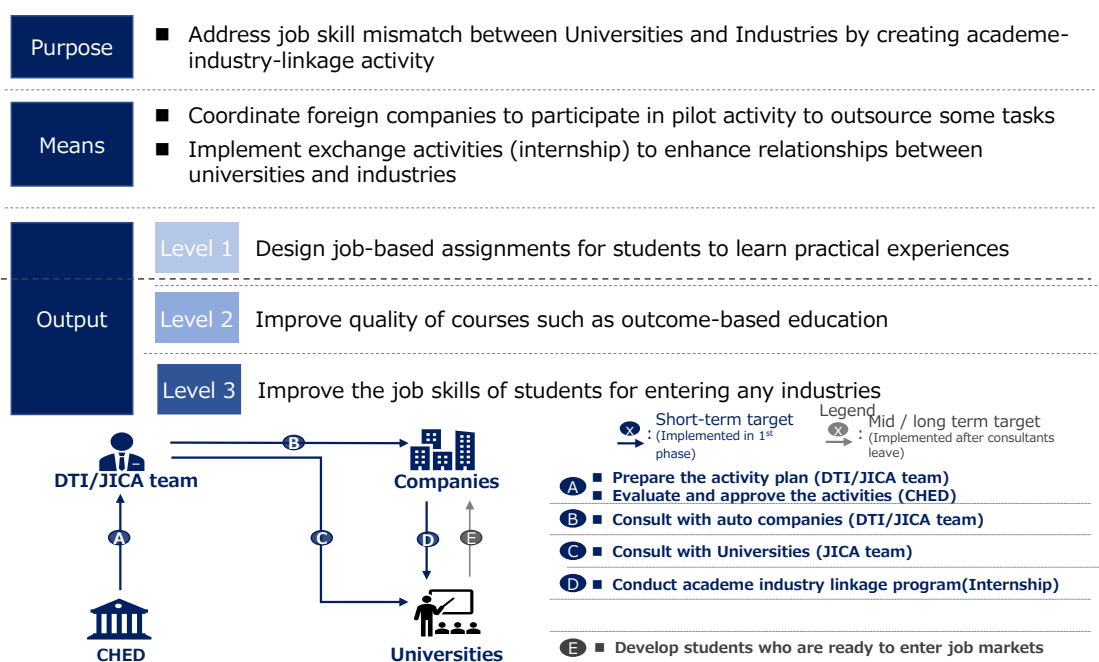 Purpose
■ Address job skill mismatch between Universities and Industries by creating academe-
industry-linkage activity
Means
■ Coordinate foreign companies to participate in pilot activity to outsource some tasks
■ Implement exchange activities (internship) to enhance relationships between
universities and industries
Output
Level 1
Design job-based assignments for students to learn practical experiences
Level 2
Improve quality of courses such as outcome-based education
Level 3
Improve the job skills of students for entering any industries
Legend
X : Short-term target
(Implemented in 1st
phase)
X : Mid / long term target
(Implemented after consultants
leave)
DTI/JICA team
B
Companies
A
C
D
E
CHED
Universities
A ■ Prepare the activity plan (DTI/JICA team)
■ Evaluate and approve the activities (CHED)
B ■ Consult with auto companies (DTI/JICA team)
C ■ Consult with Universities (JICA team)
D ■ Conduct academe industry linkage program(Internship)
E ■ Develop students who are ready to enter job markets